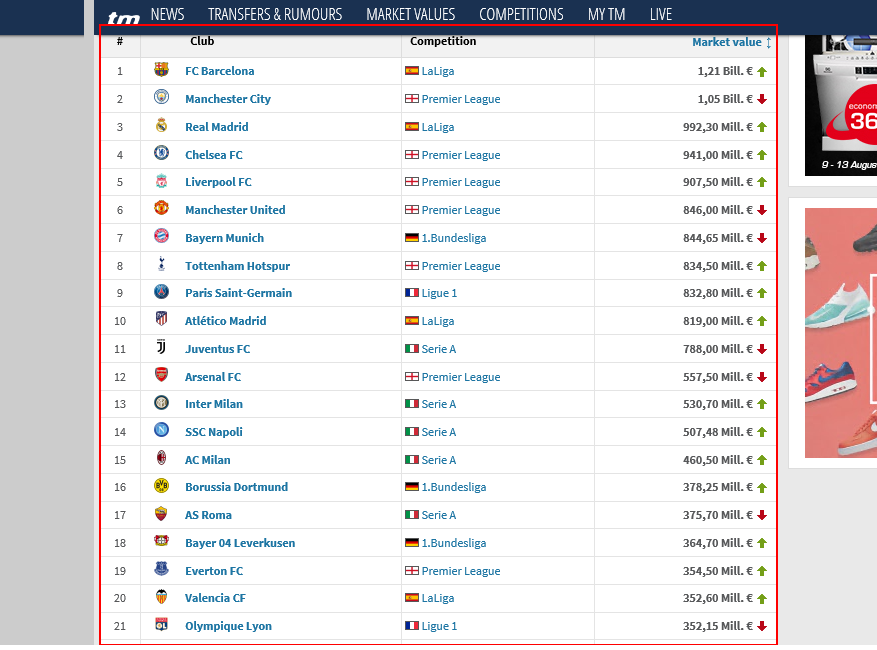 tm NEWS TRANSFERS & RUMOURS MARKET VALUES COMPETITIONS MY TM LIVE
# Club Competition Market value
1 FC Barcelona LaLiga 1,21 Bill. €
2 Manchester City Premier League 1,05 Bill. €
3 Real Madrid LaLiga 992,30 Mill. €
4 Chelsea FC Premier League 941,00 Mill. €
5 Liverpool FC Premier League 907,50 Mill. €
6 Manchester United Premier League 846,00 Mill. €
7 Bayern Munich 1.Bundesliga 844,65 Mill. €
8 Tottenham Hotspur Premier League 834,50 Mill. €
9 Paris Saint-Germain Ligue 1 832,80 Mill. €
10 Atlético Madrid LaLiga 819,00 Mill. €
11 Juventus FC Serie A 788,00 Mill. €
12 Arsenal FC Premier League 557,50 Mill. €
13 Inter Milan Serie A 530,70 Mill. €
14 SSC Napoli Serie A 507,48 Mill. €
15 AC Milan Serie A 460,50 Mill. €
16 Borussia Dortmund 1.Bundesliga 378,25 Mill. €
17 AS Roma Serie A 375,70 Mill. €
18 Bayer 04 Leverkusen 1.Bundesliga 364,70 Mill. €
19 Everton FC Premier League 354,50 Mill. €
20 Valencia CF LaLiga 352,60 Mill. €
21 Olympique Lyon Ligue 1 352,15 Mill. €
econom
36
9 - 13 Augus